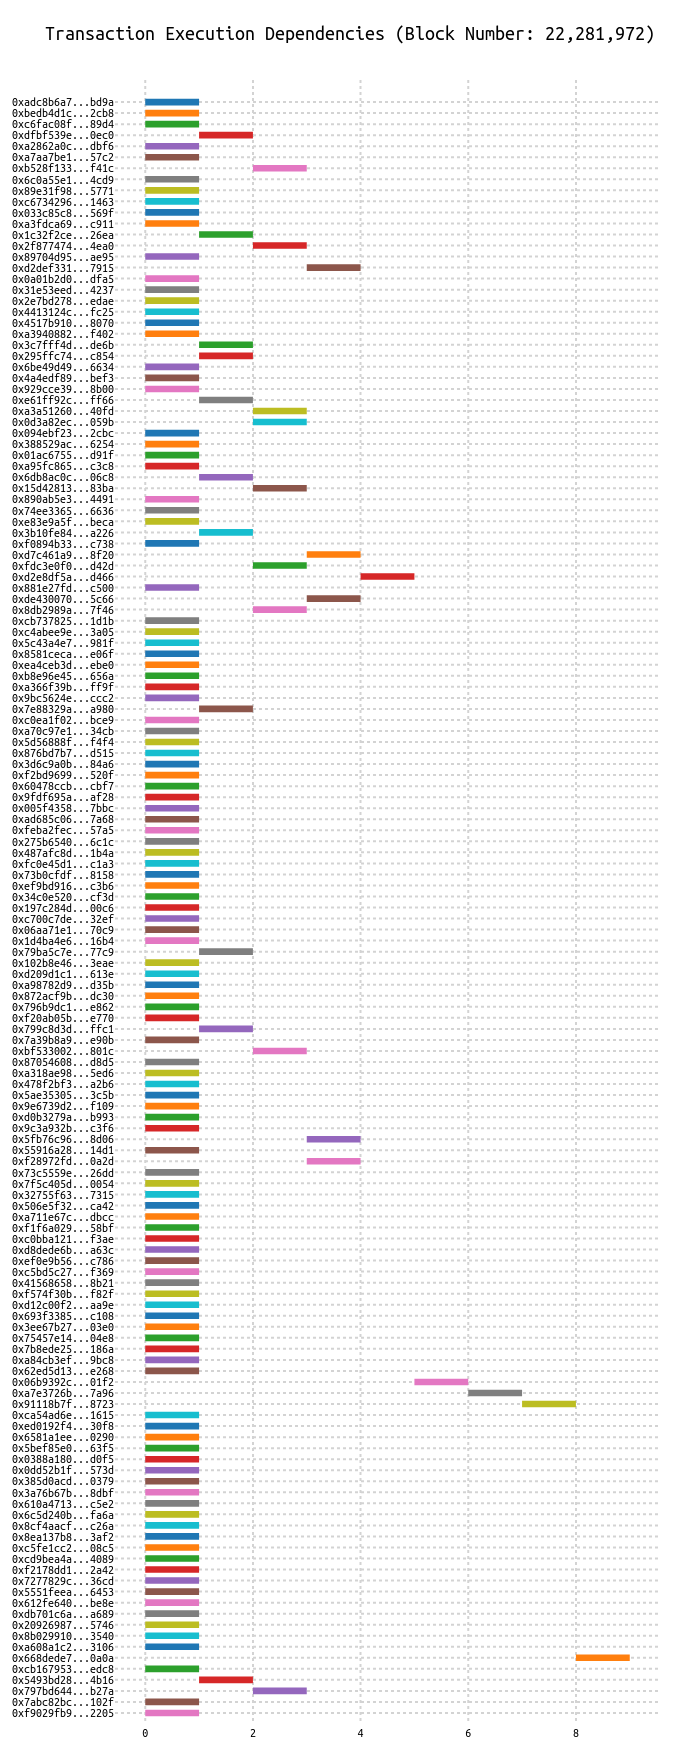 Transaction Execution Dependencies (Block Number: 22,281,972)
0xadc8b6a7...bd9a
0xbedb4d1c...2cb8
0xc6fac08f...89d4
0xdfbf539e...0ec0
0xa2862a0c...dbf6
0xa7aa7be1...57c2
0xb528f133...f41c
0x6c0a55e1...4cd9
0x89e31f98...5771
0xc6734296...1463
0x033c85c8...569f
0xa3fdca69...c911
0x1c32f2ce...26ea
0x2f877474...4ea0
0x89704d95...ae95
0xd2def331...7915
0x0a01b2d0...dfa5
0x31e53eed...4237
0x2e7bd278...edae
0x4413124c...fc25
0x4517b910...8070
0xa3940882...f402
0x3c7fff4d...de6b
0x295ffc74...c854
0x6be49d49...6634
0x4a4edf89...bef3
0x929cce39...8b00
0xe61ff92c...ff66
0xa3a51260...40fd
0x0d3a82ec...059b
0x094ebf23...2cbc
0x388529ac...6254
0x01ac6755...d91f
0xa95fc865...c3c8
0x6db8ac0c...06c8
0x15d42813...83ba
0x890ab5e3...4491
0x74ee3365...6636
0xe83e9a5f...beca
0x3b10fe84...a226
0xf0894b33...c738
0xd7c461a9...8f20
0xfdc3e0f0...d42d
0xd2e8df5a...d466
0x881e27fd...c500
0xde430070...5c66
0x8db2989a...7f46
0xcb737825...1d1b
0xc4abee9e...3a05
0x5c43a4e7...981f
0x8581ceca...e06f
0xea4ceb3d...ebe0
0xb8e96e45...656a
0xa366f39b...ff9f
0x9bc5624e...ccc2
0x7e88329a...a980
0xc0ea1f02...bce9
0xa70c97e1...34cb
0x5d56888f...f4f4
0x876bd7b7...d515
0x3d6c9a0b...84a6
0xf2bd9699...520f
0x60478ccb...cbf7
0x9fdf695a...af28
0x005f4358...7bbc
0xad685c06...7a68
0xfeba2fec...57a5
0x275b6540...6c1c
0x487afc8d...1b4a
0xfc0e45d1...c1a3
0x73b0cfdf...8158
0xef9bd916...c3b6
0x34c0e520...cf3d
0x197c284d...00c6
0xc700c7de...32ef
0x06aa71e1...70c9
0x1d4ba4e6...16b4
0x79ba5c7e...77c9
0x102b8e46...3eae
0xd209d1c1...613e
0xa98782d9...d35b
0x872acf9b...dc30
0x796b9dc1...e862
0xf20ab05b...e770
0x799c8d3d...ffc1
0x7a39b8a9...e90b
0xbf533002...801c
0x87054608...d8d5
0xa318ae98...5ed6
0x478f2bf3...a2b6
0x5ae35305...3c5b
0x9e6739d2...f109
0xd0b3279a...b993
0x9c3a932b...c3f6
0x5fb76c96...8d06
0x55916a28...14d1
0xf28972fd...0a2d
0x73c5559e...26dd
0x7f5c405d...0054
0x32755f63...7315
0x506e5f32...ca42
0xa711e67c...dbcc
0xf1f6a029...58bf
0xc0bba121...f3ae
0xd8dede6b...a63c
0xef0e9b56...c786
0xc5bd5c27...f369
0x41568658...8b21
0xf574f30b...f82f
0xd12c00f2...aa9e
0x693f3385...c108
0x3ee67b27...03e0
0x75457e14...04e8
0x7b8ede25...186a
0xa84cb3ef...9bc8
0x62ed5d13...e268
0x06b9392c...01f2
0xa7e3726b...7a96
0x91118b7f...8723
0xca54ad6e...1615
0xed0192f4...30f8
0x6581a1ee...0290
0x5bef85e0...63f5
0x0388a180...d0f5
0x0dd52b1f...573d
0x385d0acd...0379
0x3a76b67b...8dbf
0x610a4713...c5e2
0x6c5d240b...fa6a
0x8cf4aacf...c26a
0x8ea137b8...3af2
0xc5fe1cc2...08c5
0xcd9bea4a...4089
0xf2178dd1...2a42
0x7277829c...36cd
0x5551feea...6453
0x612fe640...be8e
0xdb701c6a...a689
0x20926987...5746
0x8b029910...3540
0xa608a1c2...3106
0x668dede7...0a0a
0xcb167953...edc8
0x5493bd28...4b16
0x797bd644...b27a
0x7abc82bc...102f
0xf9029fb9...2205
0 2 4 6 8